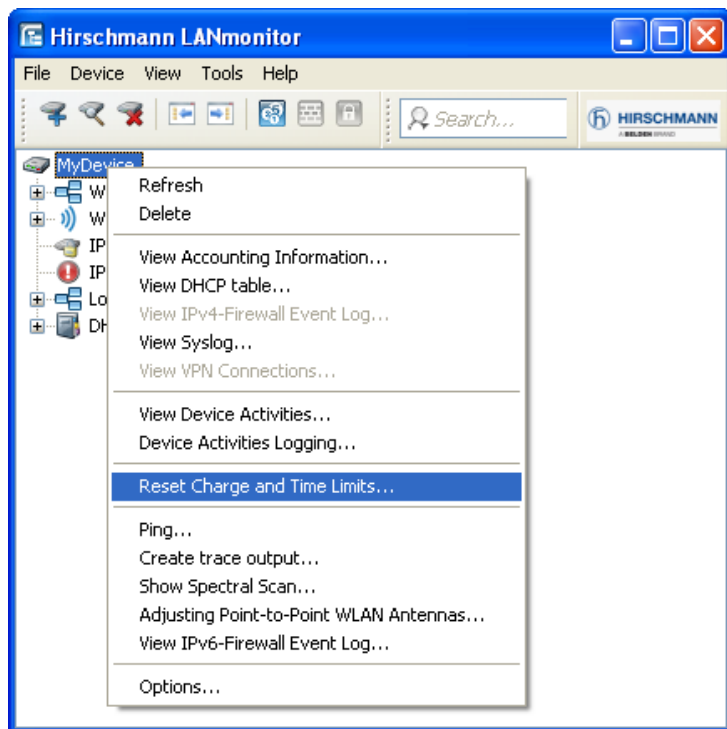 Hirschmann LANmonitor
File Device View Tools Help
Search...
HIRSCHMANN
A BELDEN BRAND
MyDevice
W
W
IP
IP
Lo
DH
Refresh
Delete
View Accounting Information...
View DHCP table...
View IPv4-Firewall Event Log...
View Syslog...
View VPN Connections...
View Device Activities...
Device Activities Logging...
Reset Charge and Time Limits...
Ping...
Create trace output...
Show Spectral Scan...
Adjusting Point-to-Point WLAN Antennas...
View IPv6-Firewall Event Log...
Options...